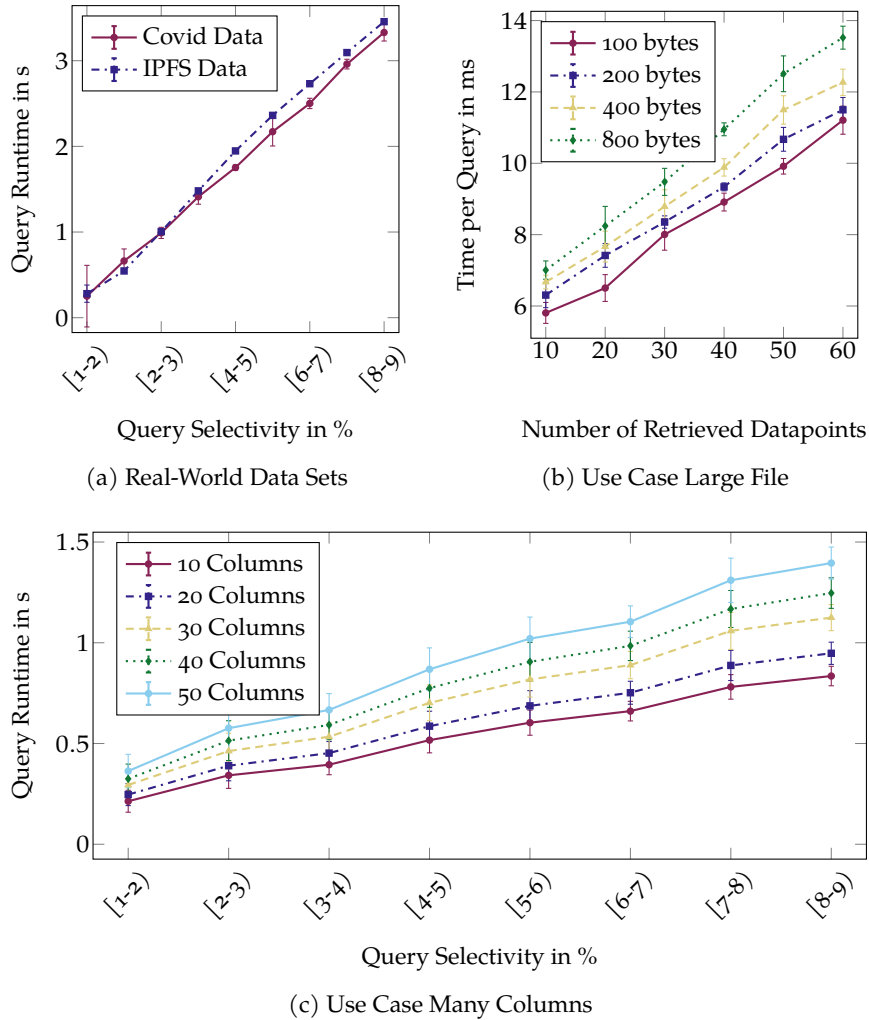 Query Runtime in s
3
2
1
0
Covid Data
IPFS Data
[1-2)
[2-3)
[4-5)
[6-7)
[8-9)
Query Selectivity in %
(a) Real-World Data Sets
Time per Query in ms
14
12
10
8
6
100 bytes
200 bytes
400 bytes
800 bytes
10 20 30 40 50 60
Number of Retrieved Datapoints
(b) Use Case Large File
Query Runtime in s
1.5
1
0.5
0
10 Columns
20 Columns
30 Columns
40 Columns
50 Columns
[1-2)
[2-3)
[3-4)
[4-5)
[5-6)
[6-7)
[7-8)
[8-9)
Query Selectivity in %
(c) Use Case Many Columns